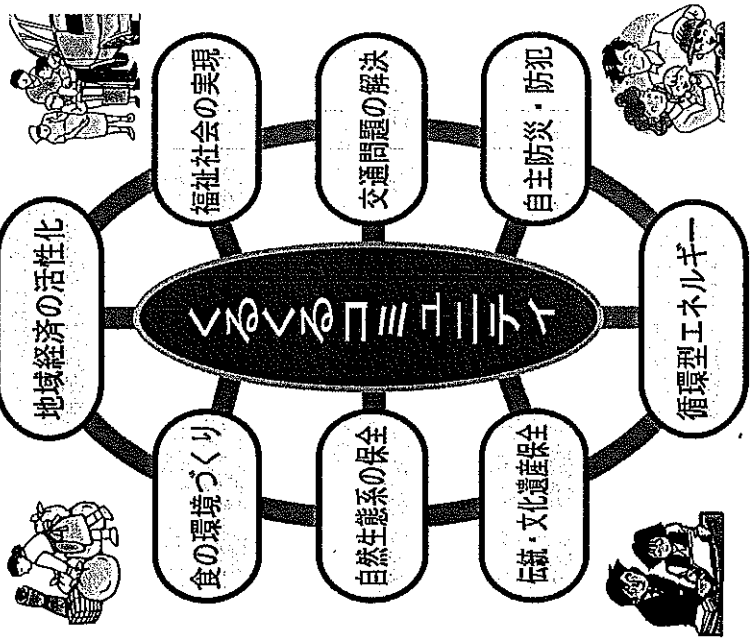 地域経済の活性化
福祉社会の実現
交通問題の解決
自主防災・防犯
循環型エネルギー
伝統・文化遺産保全
自然生態系の保全
食の環境づくり
くるくるコミュニティ